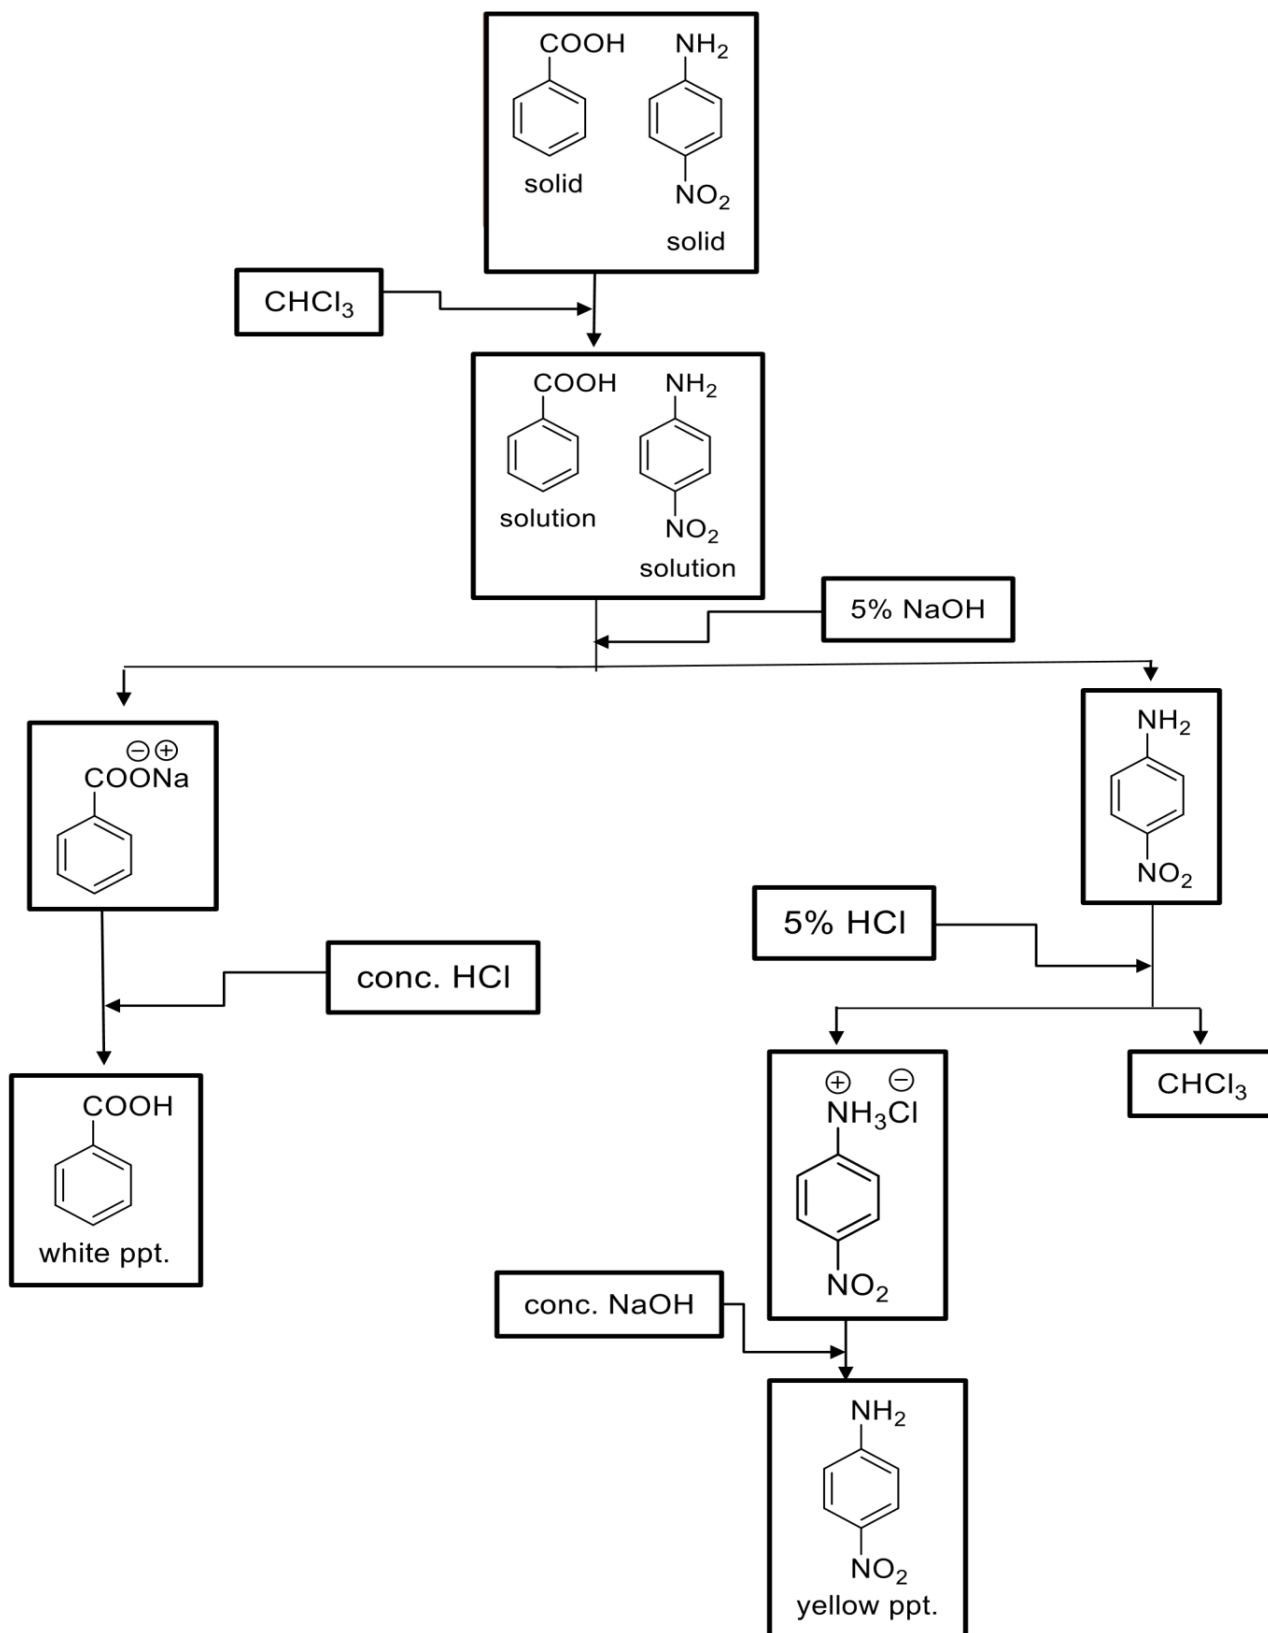 COOH NH₂
solid
NO₂
solid
CHCl₃
COOH NH₂
solution
NO₂
solution
5% NaOH
⊖⊕
COONa
NH₂
NO₂
5% HCl
conc. HCl
COOH
white ppt.
⊕ ⊖
NH₃Cl
NO₂
CHCl₃
conc. NaOH
NH₂
NO₂
yellow ppt.